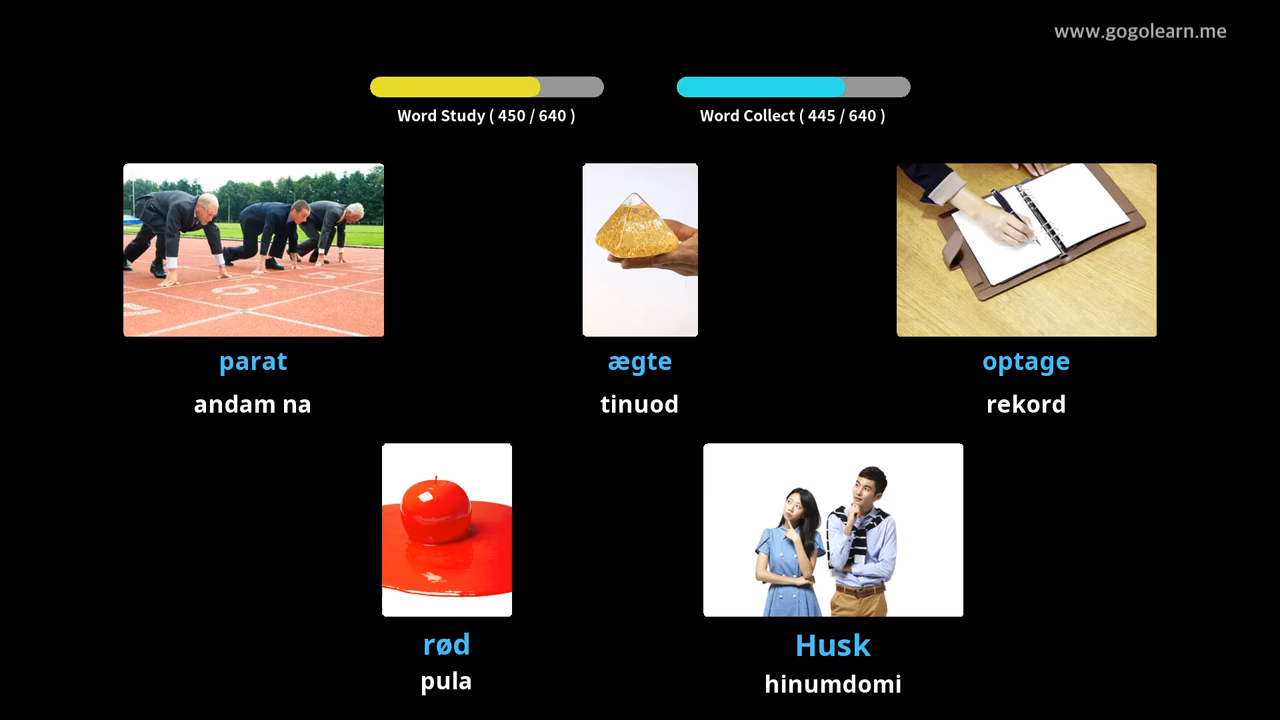 www.gogolearn.me
Word Study ( 450 / 640 )
Word Collect ( 445 / 640 )
parat
andam na
ægte
tinuod
optage
rekord
rød
pula
Husk
hinumdomi